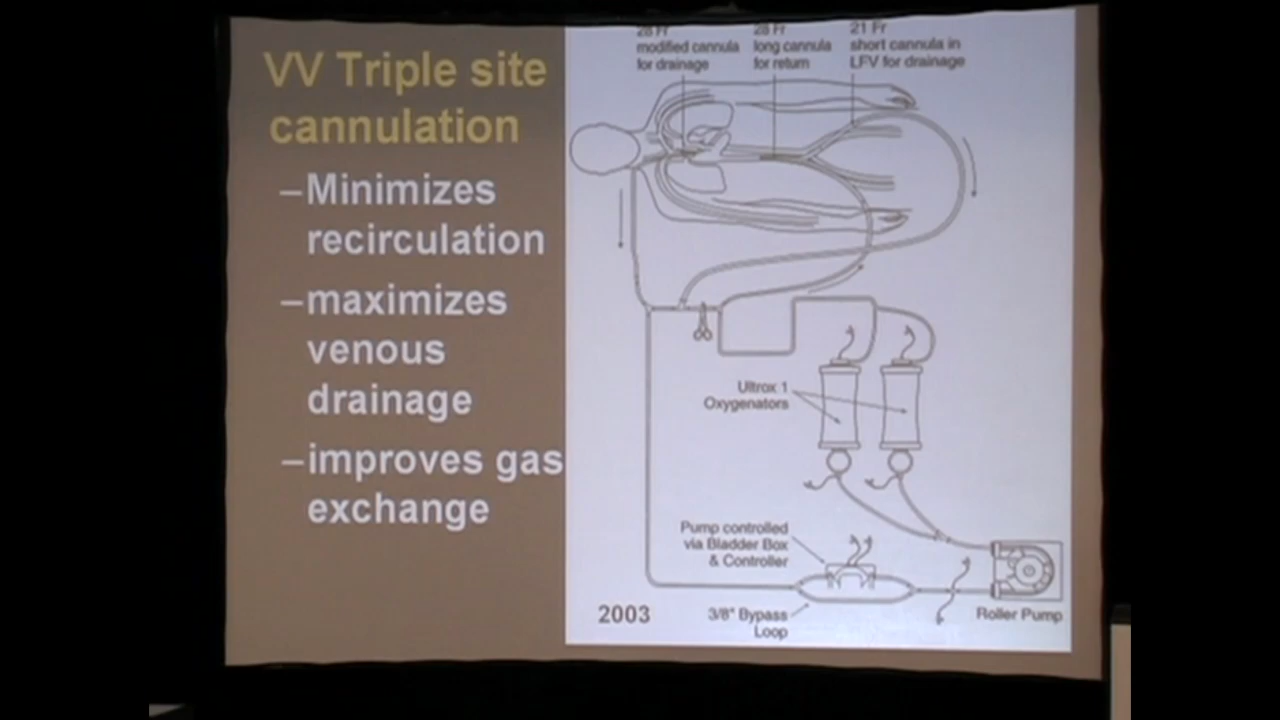 VV Triple site
cannulation
–Minimizes
recirculation
–maximizes
venous
drainage
–improves gas
exchange
28 Fr
modified cannula
for drainage
28 Fr
long cannula
for return
21 Fr
short cannula in
LFV for drainage
Ultrox 1
Oxygenators
Pump controlled
via Bladder Box
& Controller
2003
3/8" Bypass
Loop
Roller Pump